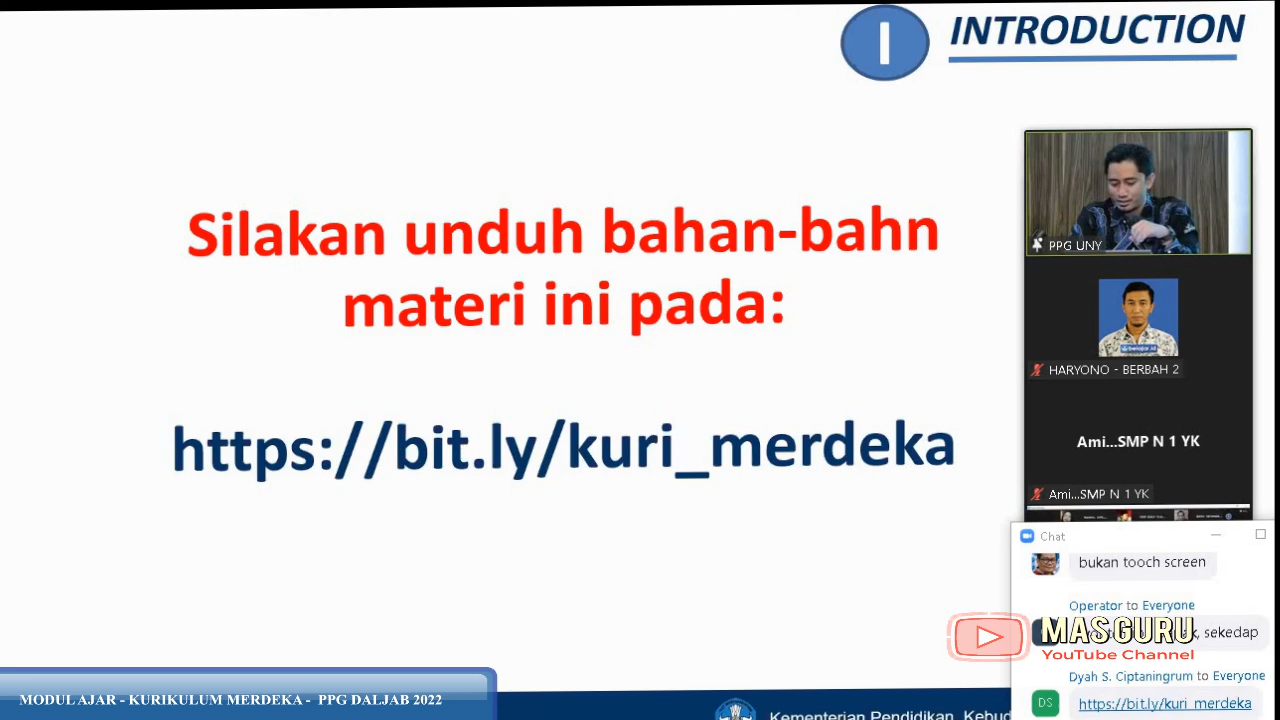 I
INTRODUCTION
Silakan unduh bahan-bahn
materi ini pada:
https://bit.ly/kuri_merdeka
PPG UNY
belajar.id
HARYONO - BERBAH 2
Ami...SMP N 1 YK
Ami...SMP N 1 YK
Chat
bukan tooch screen
Operator to Everyone
sekedap
MASGURU
YouTube Channel
Dyah S. Ciptaningrum to Everyone
DS
https://bit.ly/kuri_merdeka
MODUL AJAR - KURIKULUM MERDEKA - PPG DALJAB 2022
Kementerian Pendidikan, Kebud